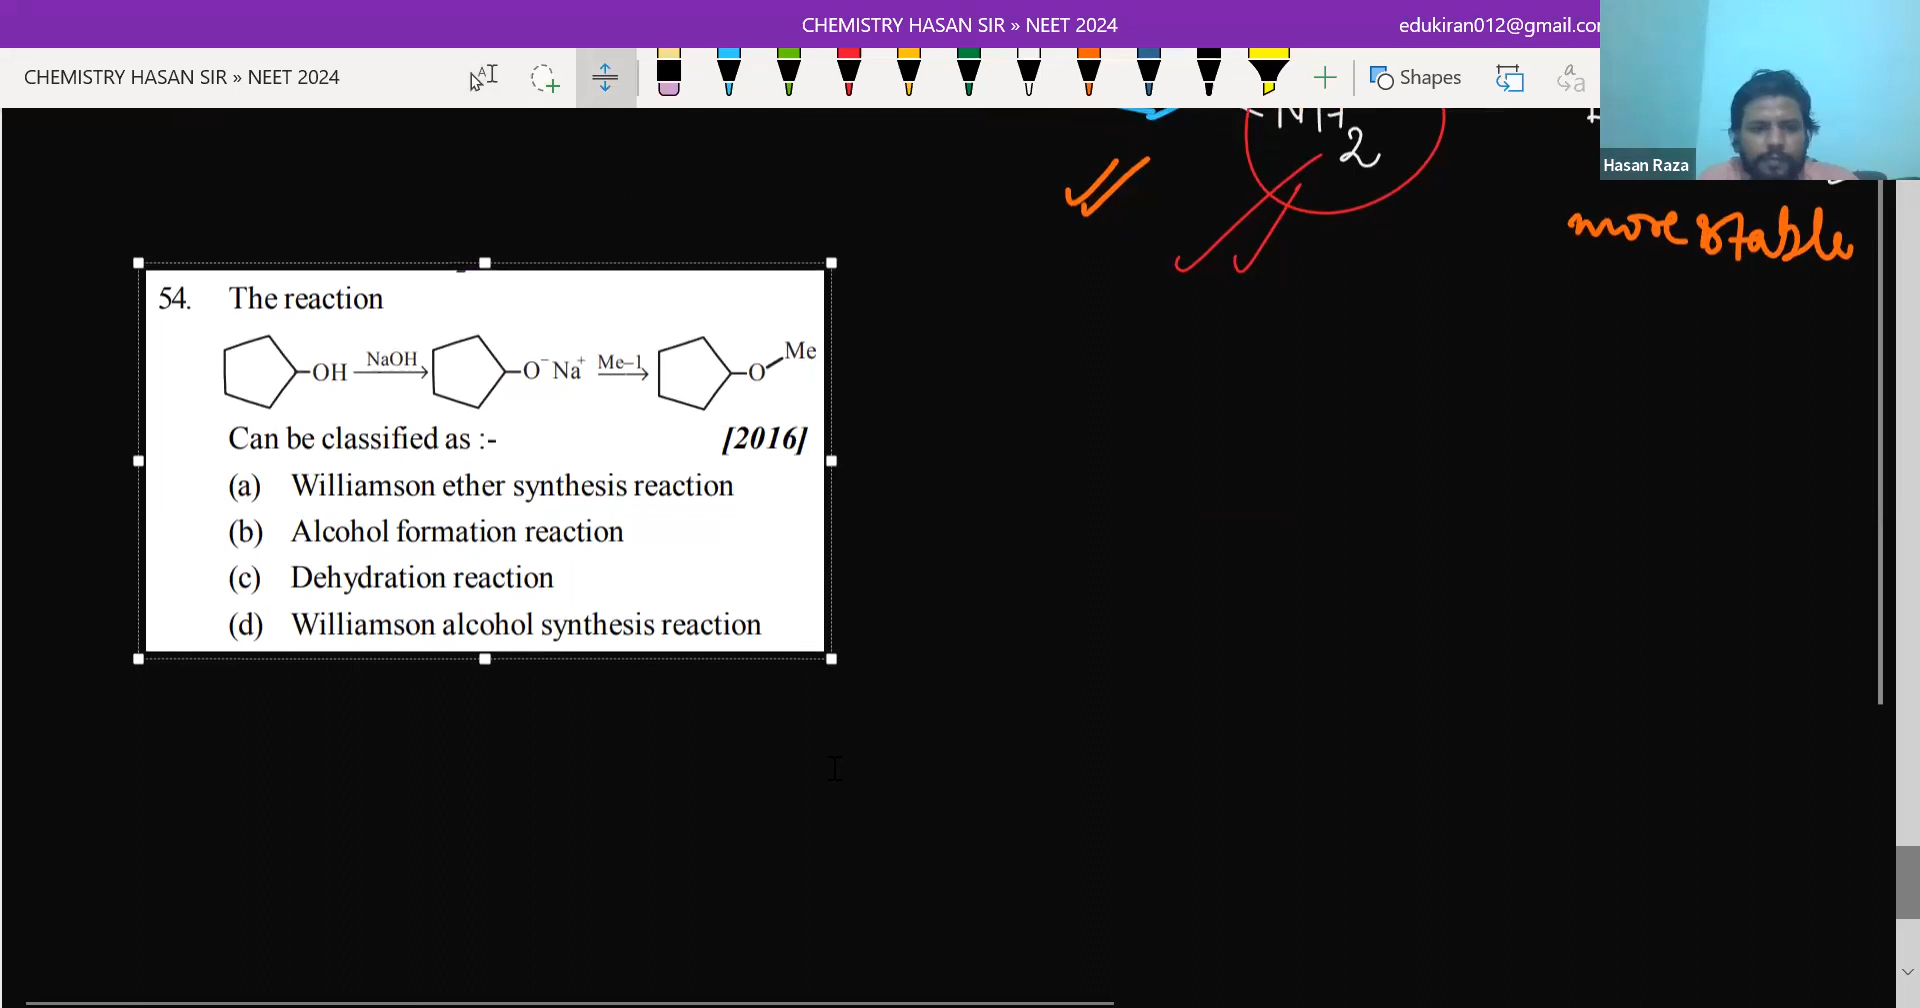 CHEMISTRY HASAN SIR » NEET 2024
edukiran012@gmail.co
CHEMISTRY HASAN SIR » NEET 2024
Shapes
Hasan Raza
NH2
more stable
54. The reaction
OH NaOH O⁻ Na⁺ Me–I O Me
Can be classified as :- [2016]
(a) Williamson ether synthesis reaction
(b) Alcohol formation reaction
(c) Dehydration reaction
(d) Williamson alcohol synthesis reaction